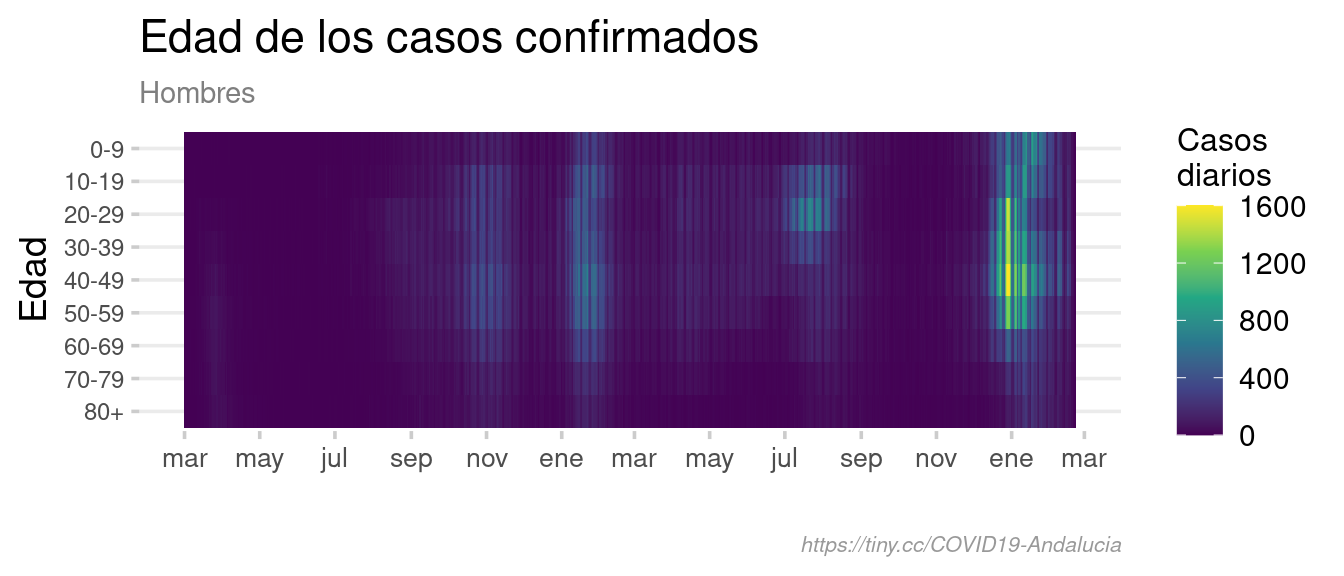 Edad de los casos confirmados
Hombres
Edad
0-9
10-19
20-29
30-39
40-49
50-59
60-69
70-79
80+
mar may jul sep nov ene mar may jul sep nov ene mar
Casos
diarios
1600
1200
800
400
0
https://tiny.cc/COVID19-Andalucia